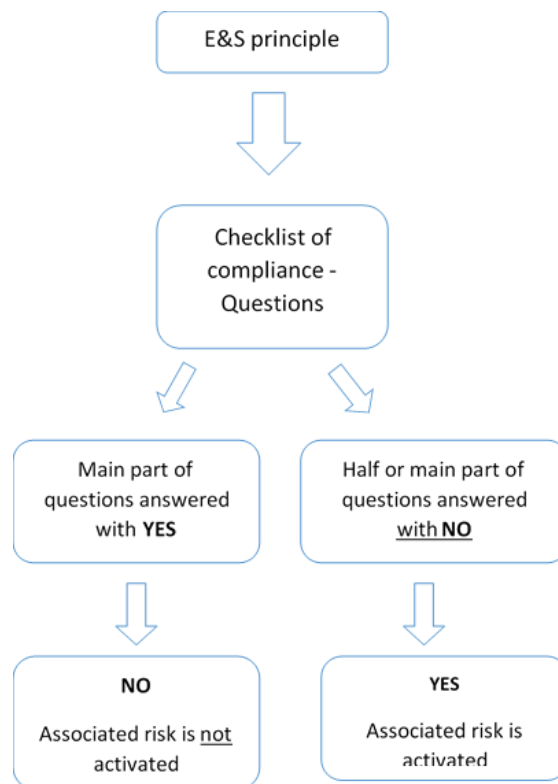 E&S principle
Checklist of
compliance -
Questions
Main part of
questions answered
with YES
Half or main part of
questions answered
with NO
NO
Associated risk is not
activated
YES
Associated risk is
activated